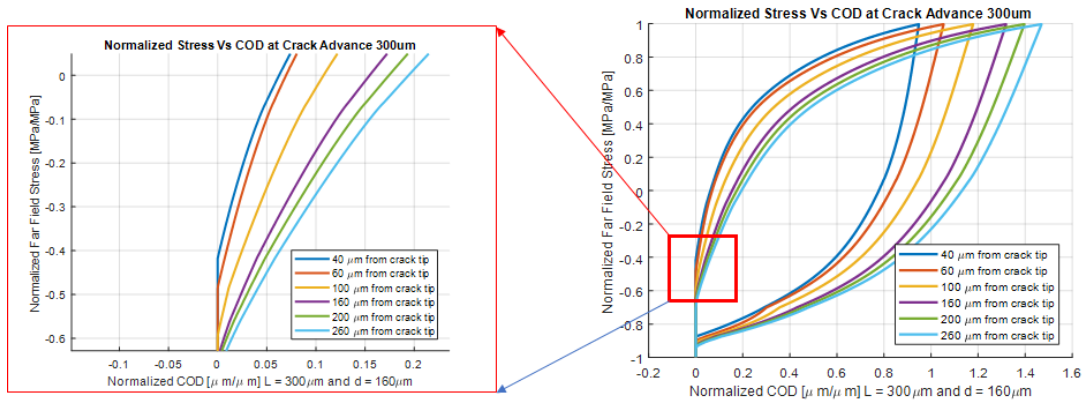 Normalized Stress Vs COD at Crack Advance 300um
Normalized Far Field Stress [MPa/MPa]
0
-0.1
-0.2
-0.3
-0.4
-0.5
-0.6
40 μm from crack tip
60 μm from crack tip
100 μm from crack tip
160 μm from crack tip
200 μm from crack tip
260 μm from crack tip
-0.1
-0.05
0
0.05
0.1
0.15
0.2
Normalized COD [μ m/μ m] L = 300μm and d = 160μm
Normalized Stress Vs COD at Crack Advance 300um
Normalized Far Field Stress [MPa/MPa]
1
0.8
0.6
0.4
0.2
0
-0.2
-0.4
-0.6
-0.8
-1
40 μm from crack tip
60 μm from crack tip
100 μm from crack tip
160 μm from crack tip
200 μm from crack tip
260 μm from crack tip
-0.2
0
0.2
0.4
0.6
0.8
1
1.2
1.4
1.6
Normalized COD [μ m/μ m] L = 300μm and d = 160μm